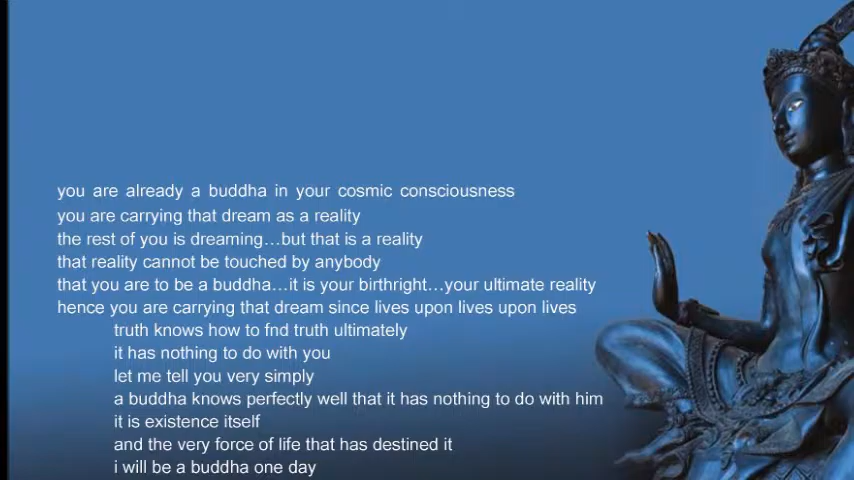 you are already a buddha in your cosmic consciousness
you are carrying that dream as a reality
the rest of you is dreaming…but that is a reality
that reality cannot be touched by anybody
that you are to be a buddha…it is your birthright…your ultimate reality
hence you are carrying that dream since lives upon lives upon lives
truth knows how to fnd truth ultimately
it has nothing to do with you
let me tell you very simply
a buddha knows perfectly well that it has nothing to do with him
it is existence itself
and the very force of life that has destined it
i will be a buddha one day